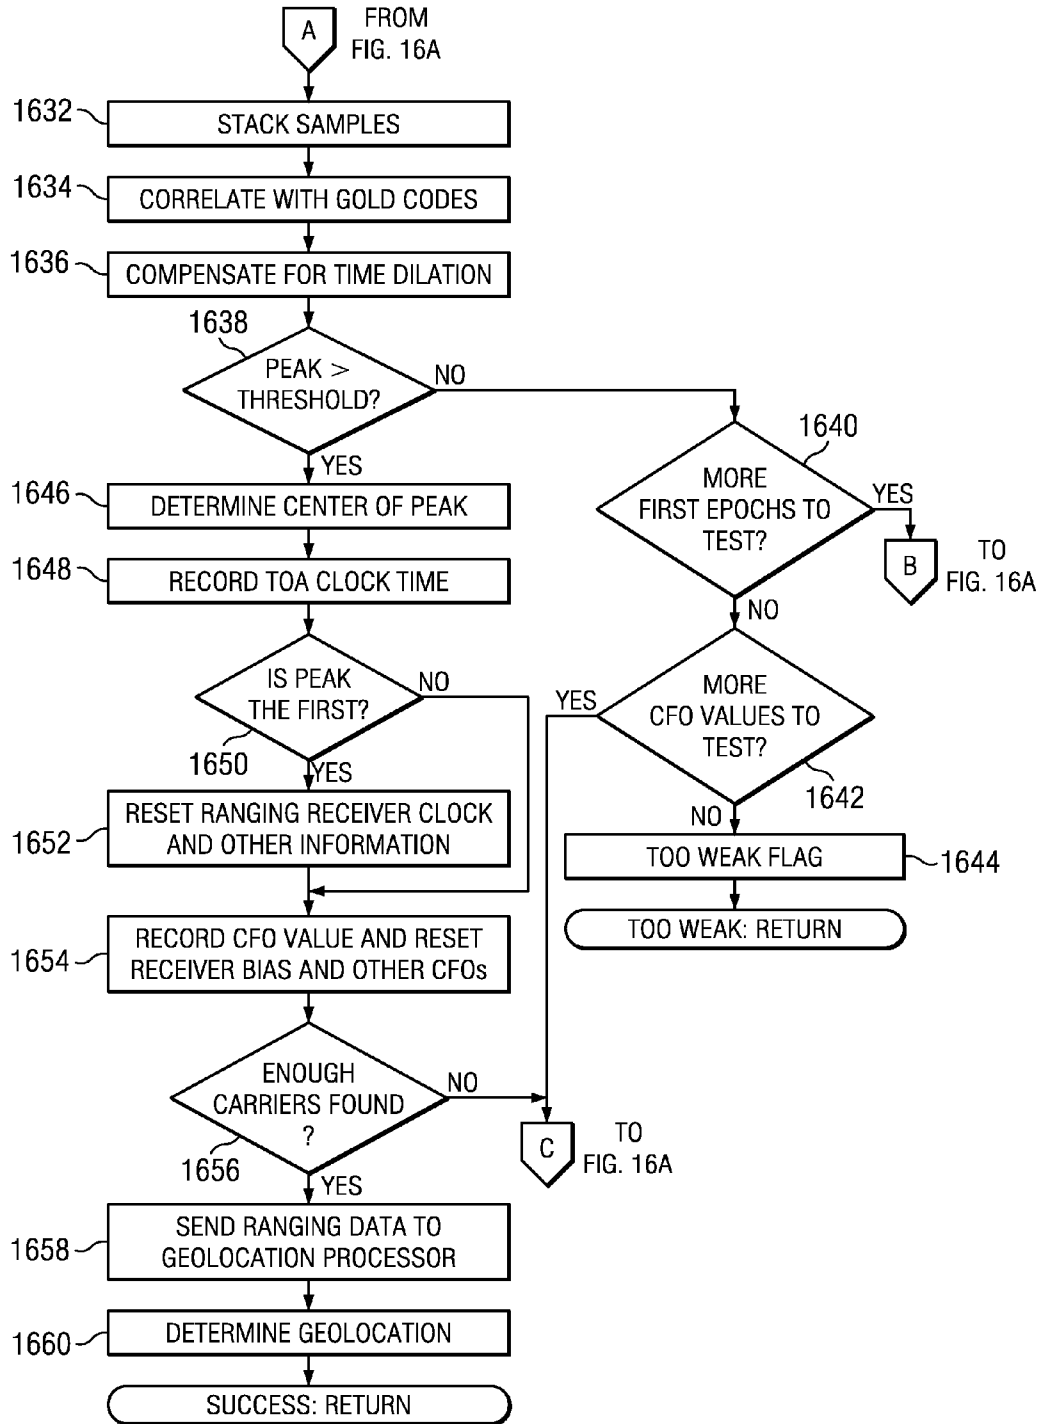 A
FROM
FIG. 16A
1632
STACK SAMPLES
1634
CORRELATE WITH GOLD CODES
1636
COMPENSATE FOR TIME DILATION
1638
PEAK >
THRESHOLD?
NO
YES
1640
MORE
FIRST EPOCHS TO
TEST?
YES
B
TO
FIG. 16A
NO
1646
DETERMINE CENTER OF PEAK
1648
RECORD TOA CLOCK TIME
IS PEAK
THE FIRST?
NO
1650
YES
YES
MORE
CFO VALUES TO
TEST?
1642
NO
1652
RESET RANGING RECEIVER CLOCK
AND OTHER INFORMATION
TOO WEAK FLAG
1644
TOO WEAK: RETURN
1654
RECORD CFO VALUE AND RESET
RECEIVER BIAS AND OTHER CFOs
ENOUGH
CARRIERS FOUND
?
NO
1656
YES
C
TO
FIG. 16A
1658
SEND RANGING DATA TO
GEOLOCATION PROCESSOR
1660
DETERMINE GEOLOCATION
SUCCESS: RETURN